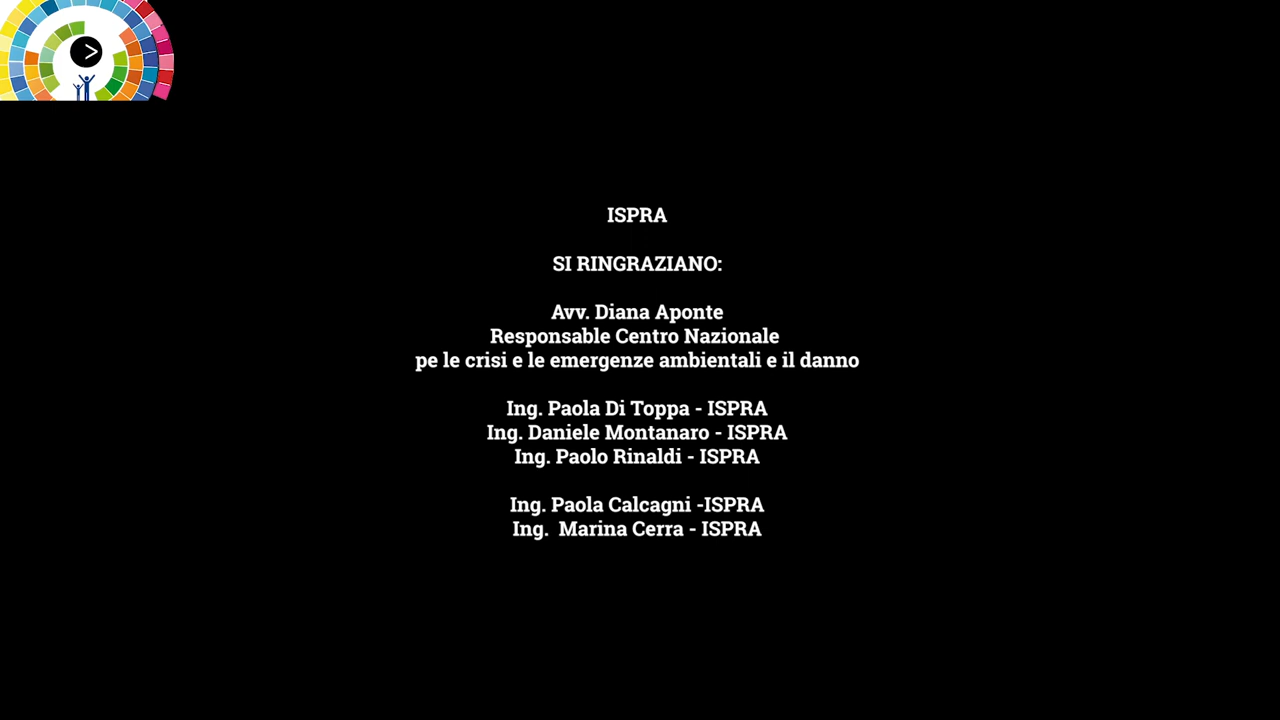 ISPRA
SI RINGRAZIANO:
Avv. Diana Aponte
Responsable Centro Nazionale
pe le crisi e le emergenze ambientali e il danno
Ing. Paola Di Toppa - ISPRA
Ing. Daniele Montanaro - ISPRA
Ing. Paolo Rinaldi - ISPRA
Ing. Paola Calcagni -ISPRA
Ing.  Marina Cerra - ISPRA